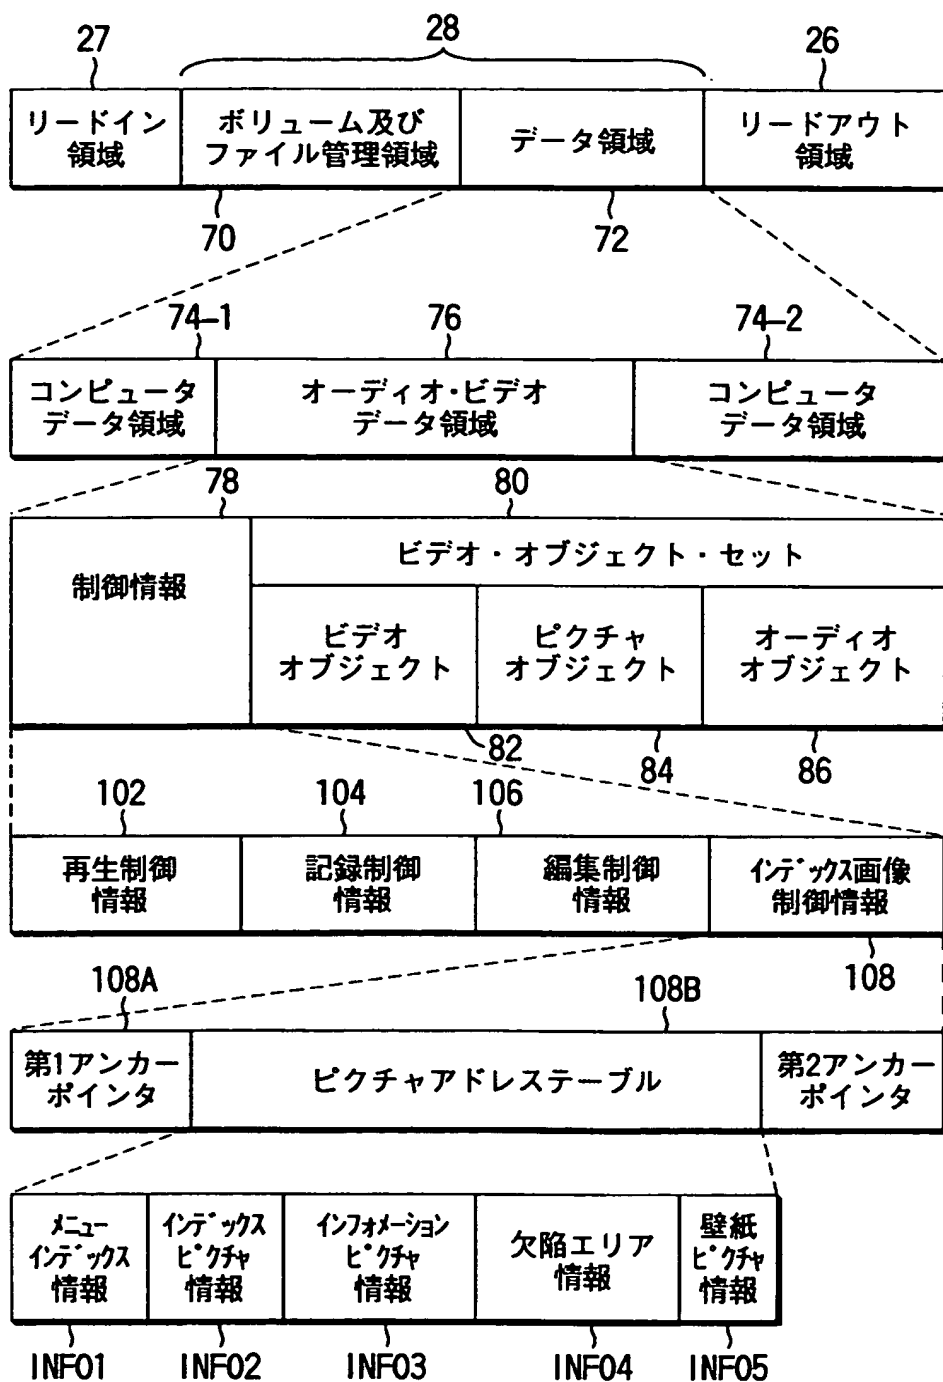 27
28
26
リードイン
領域
ボリューム及び
ファイル管理領域
データ領域
リードアウト
領域
70
72
74-1
76
74-2
コンピュータ
データ領域
オーディオ・ビデオ
データ領域
コンピュータ
データ領域
78
80
制御情報
ビデオ・オブジェクト・セット
ビデオ
オブジェクト
ピクチャ
オブジェクト
オーディオ
オブジェクト
82
84
86
102
104
106
再生制御
情報
記録制御
情報
編集制御
情報
インデックス画像
制御情報
108
108A
108B
第1アンカー
ポインタ
ピクチャアドレステーブル
第2アンカー
ポインタ
メニュー
インデックス
情報
インデックス
ピクチャ
情報
インフォメーション
ピクチャ
情報
欠陥エリア
情報
壁紙
ピクチャ
情報
INF01
INF02
INF03
INF04
INF05